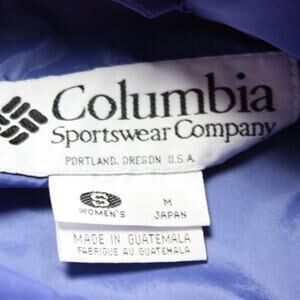 Columbia
Sportswear Company
PORTLAND, OREGON U.S.A.
S M
WOMEN'S JAPAN
MADE IN GUATEMALA
FABRIQUE AU GUATEMALA